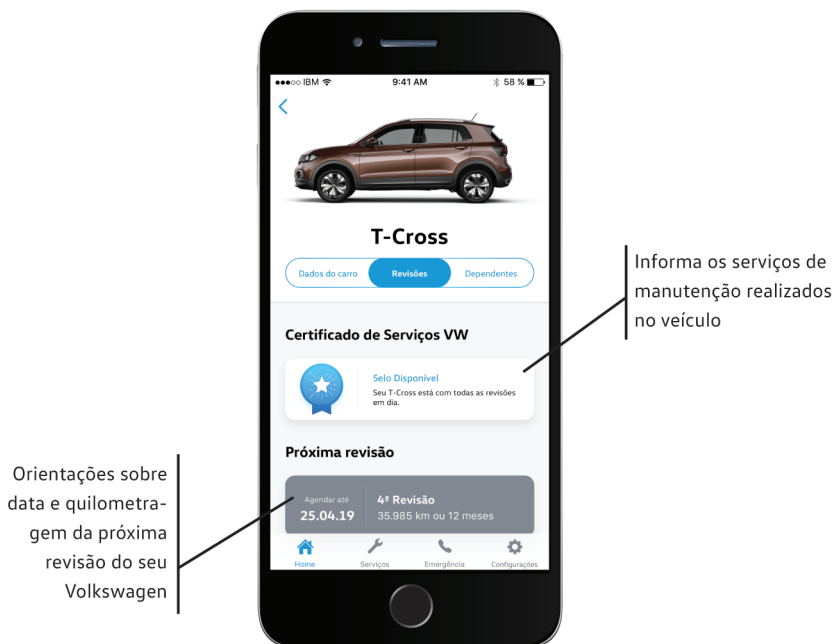 IBM 9:41 AM 58 %
T-Cross
Dados do carro Revisões Dependentes
Certificado de Serviços VW
Selo Disponível
Seu T-Cross está com todas as revisões
em dia.
Próxima revisão
Agendar até
25.04.19
4ª Revisão
35.985 km ou 12 meses
Home Serviços Emergência Configurações
Informa os serviços de
manutenção realizados
no veículo
Orientações sobre
data e quilometra-
gem da próxima
revisão do seu
Volkswagen